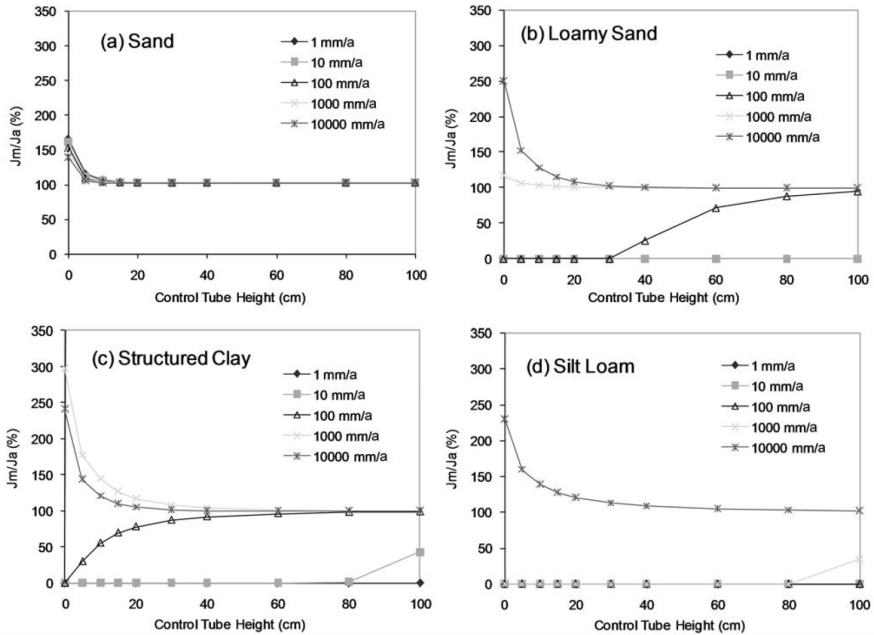 (a) Sand
350
300
250
200
150
100
50
0
Jm/Ja (%)
0 20 40 60 80 100
Control Tube Height (cm)
1 mm/a
10 mm/a
100 mm/a
1000 mm/a
10000 mm/a
(b) Loamy Sand
350
300
250
200
150
100
50
0
Jm/Ja (%)
0 20 40 60 80 100
Control Tube Height (cm)
1 mm/a
10 mm/a
100 mm/a
1000 mm/a
10000 mm/a
(c) Structured Clay
350
300
250
200
150
100
50
0
Jm/Ja (%)
0 20 40 60 80 100
Control Tube Height (cm)
1 mm/a
10 mm/a
100 mm/a
1000 mm/a
10000 mm/a
(d) Silt Loam
350
300
250
200
150
100
50
0
Jm/Ja (%)
0 20 40 60 80 100
Control Tube Height (cm)
1 mm/a
10 mm/a
100 mm/a
1000 mm/a
10000 mm/a